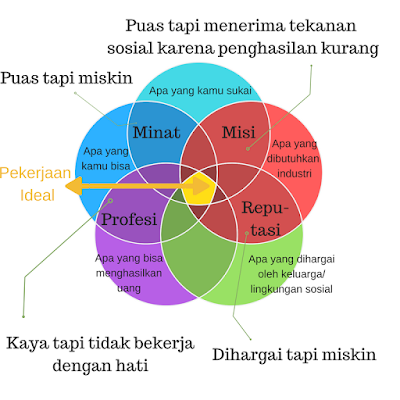 Puas tapi menerima tekanan
sosial karena penghasilan kurang
Puas tapi miskin
Apa yang kamu sukai
Minat
Misi
Apa yang
kamu bisa
Apa yang
dibutuhkan
industri
Pekerjaan
Ideal
Profesi
Repu-
tasi
Apa yang bisa
menghasilkan
uang
Apa yang dihargai
oleh keluarga/
lingkungan sosial
Kaya tapi tidak bekerja
dengan hati
Dihargai tapi miskin